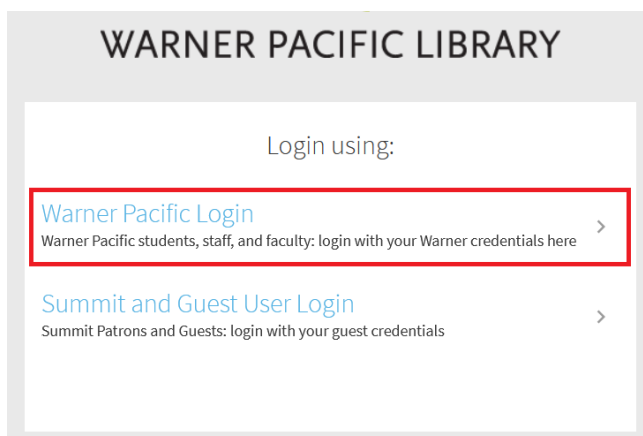 WARNER PACIFIC LIBRARY
Login using:
Warner Pacific Login
Warner Pacific students, staff, and faculty: login with your Warner credentials here
Summit and Guest User Login
Summit Patrons and Guests: login with your guest credentials